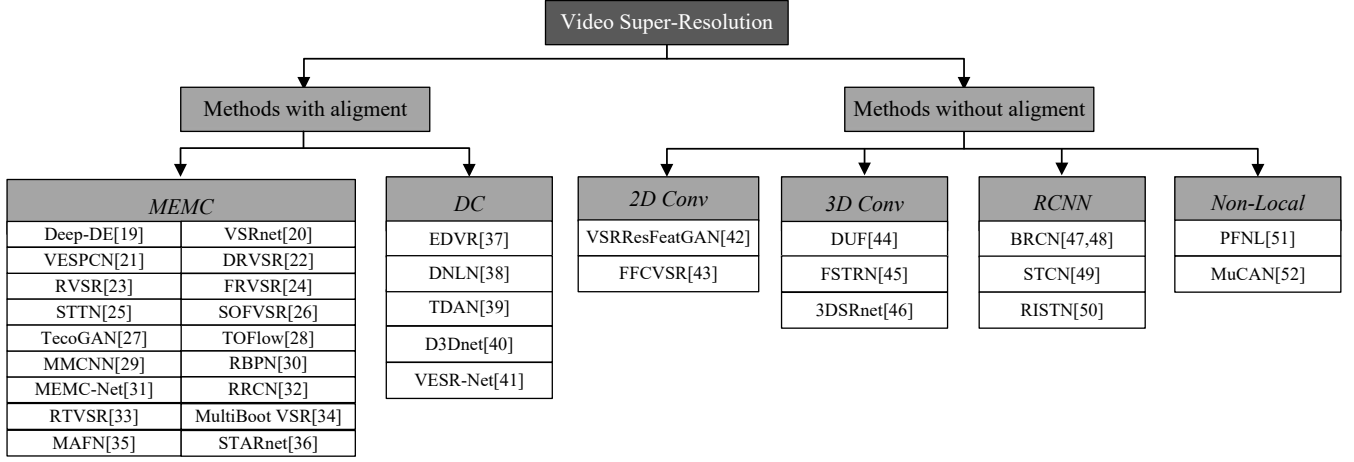 Video Super-Resolution
Methods with aligment
Methods without aligment
MEMC
Deep-DE[19]
VSRnet[20]
VESPCN[21]
DRVSR[22]
RVSR[23]
FRVSR[24]
STTN[25]
SOFVSR[26]
TecoGAN[27]
TOFlow[28]
MMCNN[29]
RBPN[30]
MEMC-Net[31]
RRCN[32]
RTVSR[33]
MultiBoot VSR[34]
MAFN[35]
STARnet[36]
DC
EDVR[37]
DNLN[38]
TDAN[39]
D3Dnet[40]
VESR-Net[41]
2D Conv
VSRResFeatGAN[42]
FFCVSR[43]
3D Conv
DUF[44]
FSTRN[45]
3DSRnet[46]
RCNN
BRCN[47,48]
STCN[49]
RISTN[50]
Non-Local
PFNL[51]
MuCAN[52]